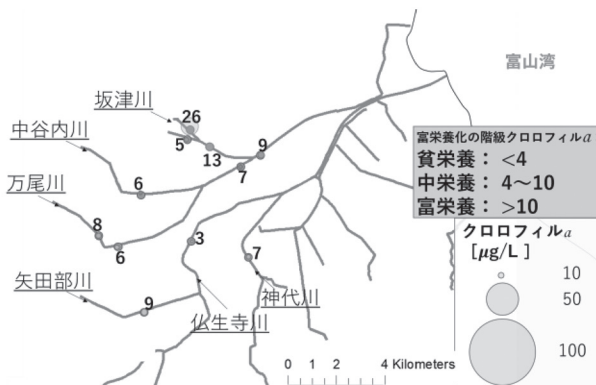 富山湾
坂津川
26
中谷内川
5
13
9
7
万尾川
6
8
6
3
7
矢田部川
9
神代川
仏生寺川
富栄養化の階級クロロフィルa
貧栄養： <4
中栄養： 4～10
富栄養： >10
クロロフィルa
[μg/L ]
10
50
100
0 1 2 4 Kilometers